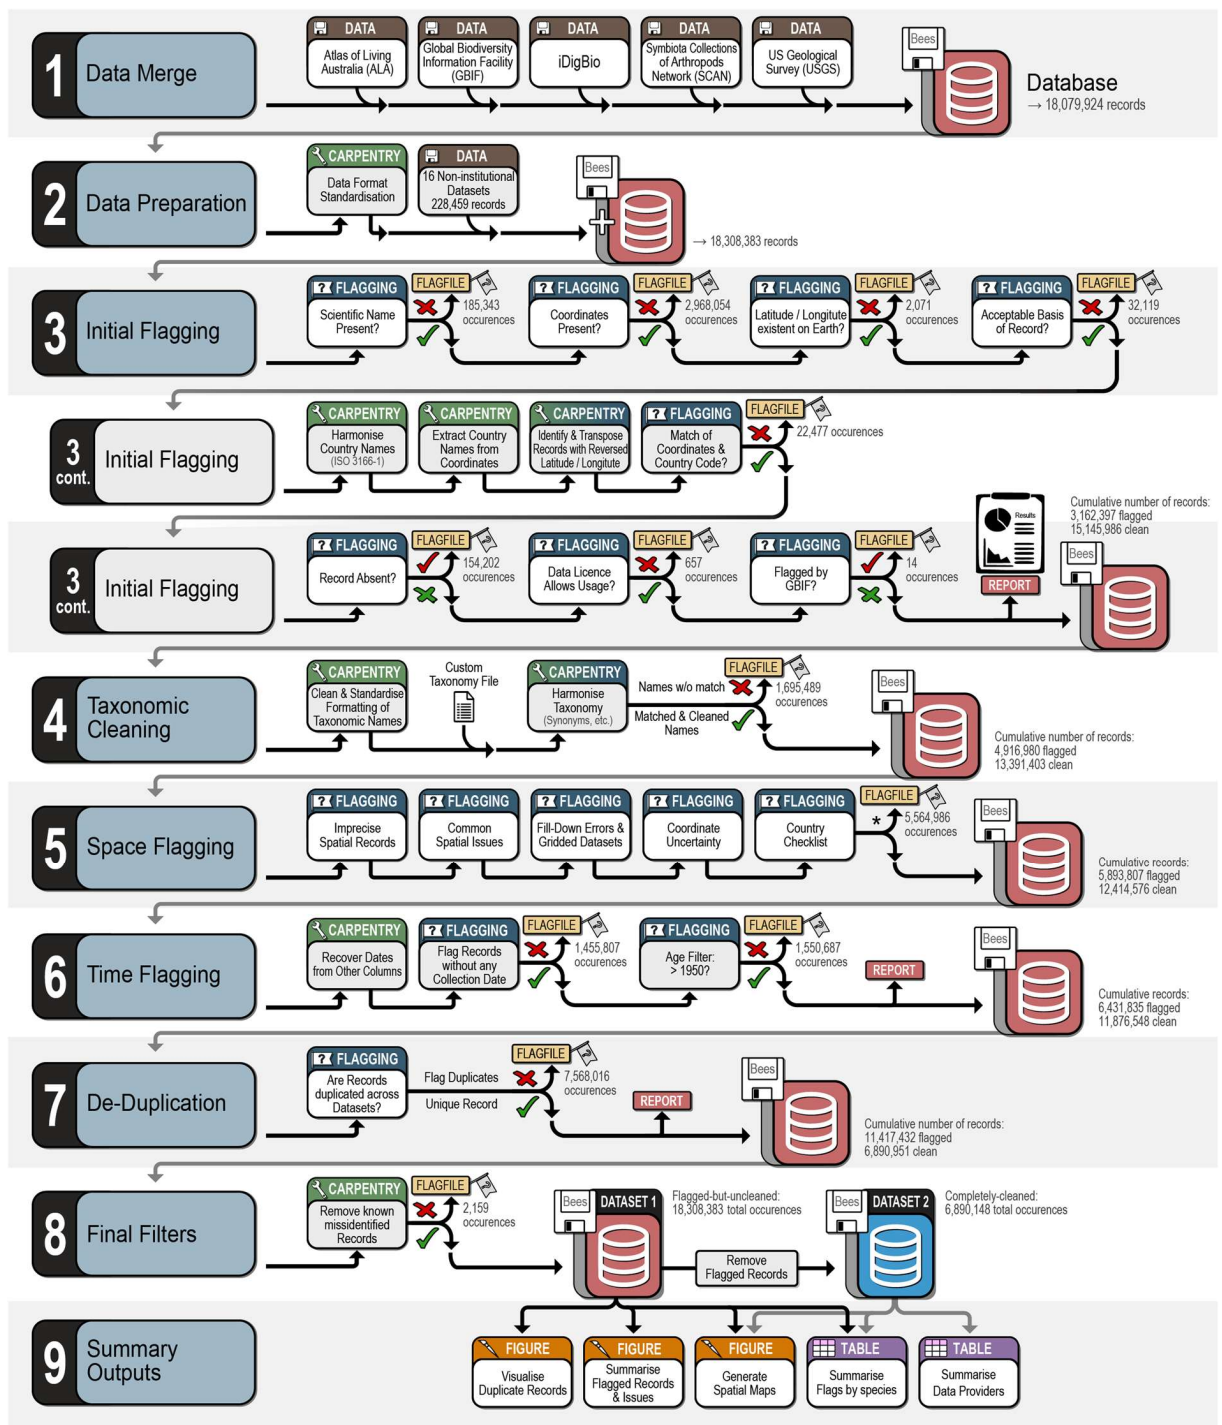 1
Data Merge
DATA
Atlas of Living
Australia (ALA)
DATA
Global Biodiversity
Information Facility
(GBIF)
DATA
iDigBio
DATA
Symbiota Collections
of Arthropods
Network (SCAN)
DATA
US Geological
Survey (USGS)
Bees
Database
→ 18,079,924 records
2
Data Preparation
CARPENTRY
Data Format
Standardisation
DATA
16 Non-institutional
Datasets
228,459 records
Bees
→ 18,308,383 records
3
Initial Flagging
? FLAGGING
Scientific Name
Present?
FLAGFILE
?
185,343
occurences
? FLAGGING
Coordinates
Present?
FLAGFILE
?
2,968,054
occurences
? FLAGGING
Latitude / Longitute
existent on Earth?
FLAGFILE
?
2,071
occurences
? FLAGGING
Acceptable Basis
of Record?
FLAGFILE
?
32,119
occurences
3
cont.
Initial Flagging
CARPENTRY
Harmonise
Country Names
(ISO 3166-1)
CARPENTRY
Extract Country
Names from
Coordinates
CARPENTRY
Identify & Transpose
Records with Reversed
Latitude / Longitute
? FLAGGING
Match of
Coordinates &
Country Code?
FLAGFILE
?
22,477 occurences
3
cont.
Initial Flagging
? FLAGGING
Record Absent?
FLAGFILE
?
154,202
occurences
? FLAGGING
Data Licence
Allows Usage?
FLAGFILE
?
657
occurences
? FLAGGING
Flagged by
GBIF?
FLAGFILE
?
14
occurences
Results
REPORT
Bees
Cumulative number of records:
3,162,397 flagged
15,145,986 clean
4
Taxonomic
Cleaning
CARPENTRY
Clean & Standardise
Formatting of
Taxonomic Names
Custom
Taxonomy File
CARPENTRY
Harmonise
Taxonomy
(Synonyms, etc.)
Names w/o match
Matched & Cleaned
Names
FLAGFILE
?
1,695,489
occurences
Bees
Cumulative number of records:
4,916,980 flagged
13,391,403 clean
5
Space Flagging
? FLAGGING
Imprecise
Spatial Records
? FLAGGING
Common
Spatial Issues
? FLAGGING
Fill-Down Errors &
Gridded Datasets
? FLAGGING
Coordinate
Uncertainty
? FLAGGING
Country
Checklist
*
FLAGFILE
?
5,564,986
occurences
Bees
Cumulative records:
5,893,807 flagged
12,414,576 clean
6
Time Flagging
CARPENTRY
Recover Dates
from Other Columns
? FLAGGING
Flag Records
without any
Collection Date
FLAGFILE
?
1,455,807
occurences
? FLAGGING
Age Filter:
> 1950?
FLAGFILE
?
1,550,687
occurences
REPORT
Bees
Cumulative records:
6,431,835 flagged
11,876,548 clean
7
De-Duplication
? FLAGGING
Are Records
duplicated across
Datasets?
Flag Duplicates
Unique Record
FLAGFILE
?
7,568,016
occurences
REPORT
Bees
Cumulative number of records:
11,417,432 flagged
6,890,951 clean
8
Final Filters
CARPENTRY
Remove known
missidentified
Records
FLAGFILE
?
2,159
occurences
Bees
DATASET 1
Flagged-but-uncleaned:
18,308,383 total occurences
Remove
Flagged Records
Bees
DATASET 2
Completely-cleaned:
6,890,148 total occurences
9
Summary
Outputs
FIGURE
Visualise
Duplicate Records
FIGURE
Summarise
Flagged Records
& Issues
FIGURE
Generate
Spatial Maps
TABLE
Summarise
Flags by species
TABLE
Summarise
Data Providers